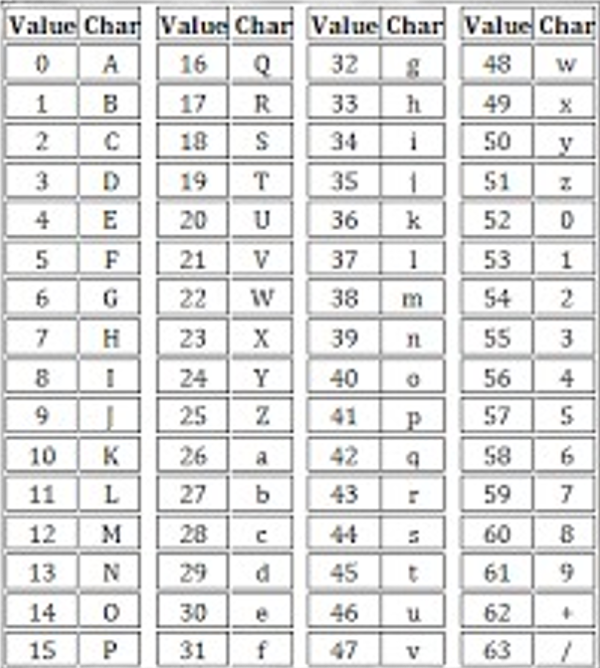 Value Char Value Char Value Char Value Char
0 A 16 Q 32 g 48 w
1 B 17 R 33 h 49 x
2 C 18 S 34 i 50 y
3 D 19 T 35 j 51 z
4 E 20 U 36 k 52 0
5 F 21 V 37 l 53 1
6 G 22 W 38 m 54 2
7 H 23 X 39 n 55 3
8 I 24 Y 40 o 56 4
9 J 25 Z 41 p 57 5
10 K 26 a 42 q 58 6
11 L 27 b 43 r 59 7
12 M 28 c 44 s 60 8
13 N 29 d 45 t 61 9
14 O 30 e 46 u 62 +
15 P 31 f 47 v 63 /